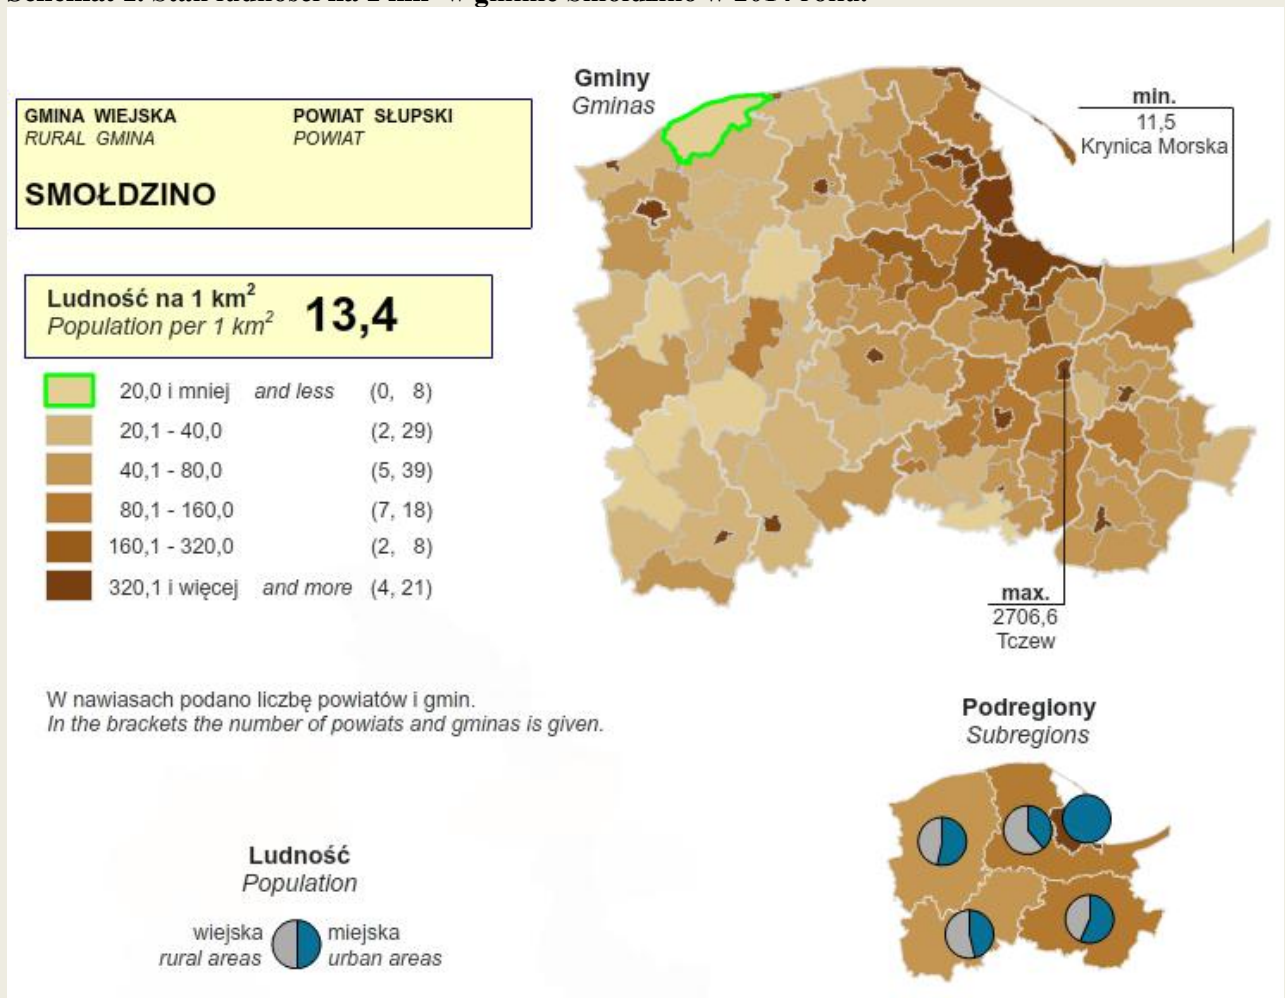 GMINA WIEJSKA POWIAT SŁUPSKI
RURAL GMINA POWIAT
SMOŁDZINO
Ludność na 1 km² 13,4
Population per 1 km²
20,0 i mniej and less (0, 8)
20,1 - 40,0 (2, 29)
40,1 - 80,0 (5, 39)
80,1 - 160,0 (7, 18)
160,1 - 320,0 (2, 8)
320,1 i więcej and more (4, 21)
W nawiasach podano liczbę powiatów i gmin.
In the brackets the number of powiats and gminas is given.
Gminy
Gminas
min.
11,5
Krynica Morska
max.
2706,6
Tczew
Podregiony
Subregions
Ludność
Population
wiejska miejska
rural areas urban areas